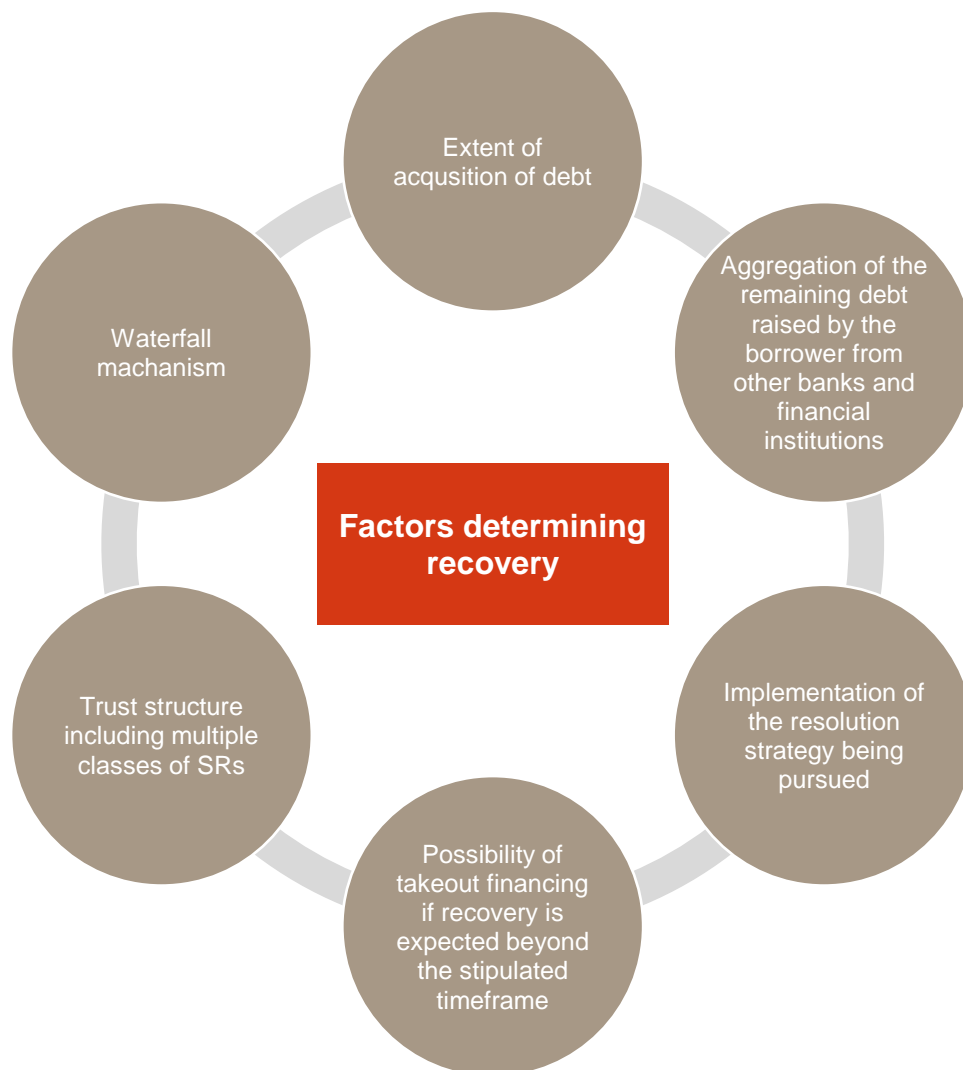 Extent of
acqusition of debt
Aggregation of the
remaining debt
raised by the
borrower from
other banks and
financial
institutions
Waterfall
machanism
Factors determining
recovery
Implementation of
the resolution
strategy being
pursued
Trust structure
including multiple
classes of SRs
Possibility of
takeout financing
if recovery is
expected beyond
the stipulated
timeframe